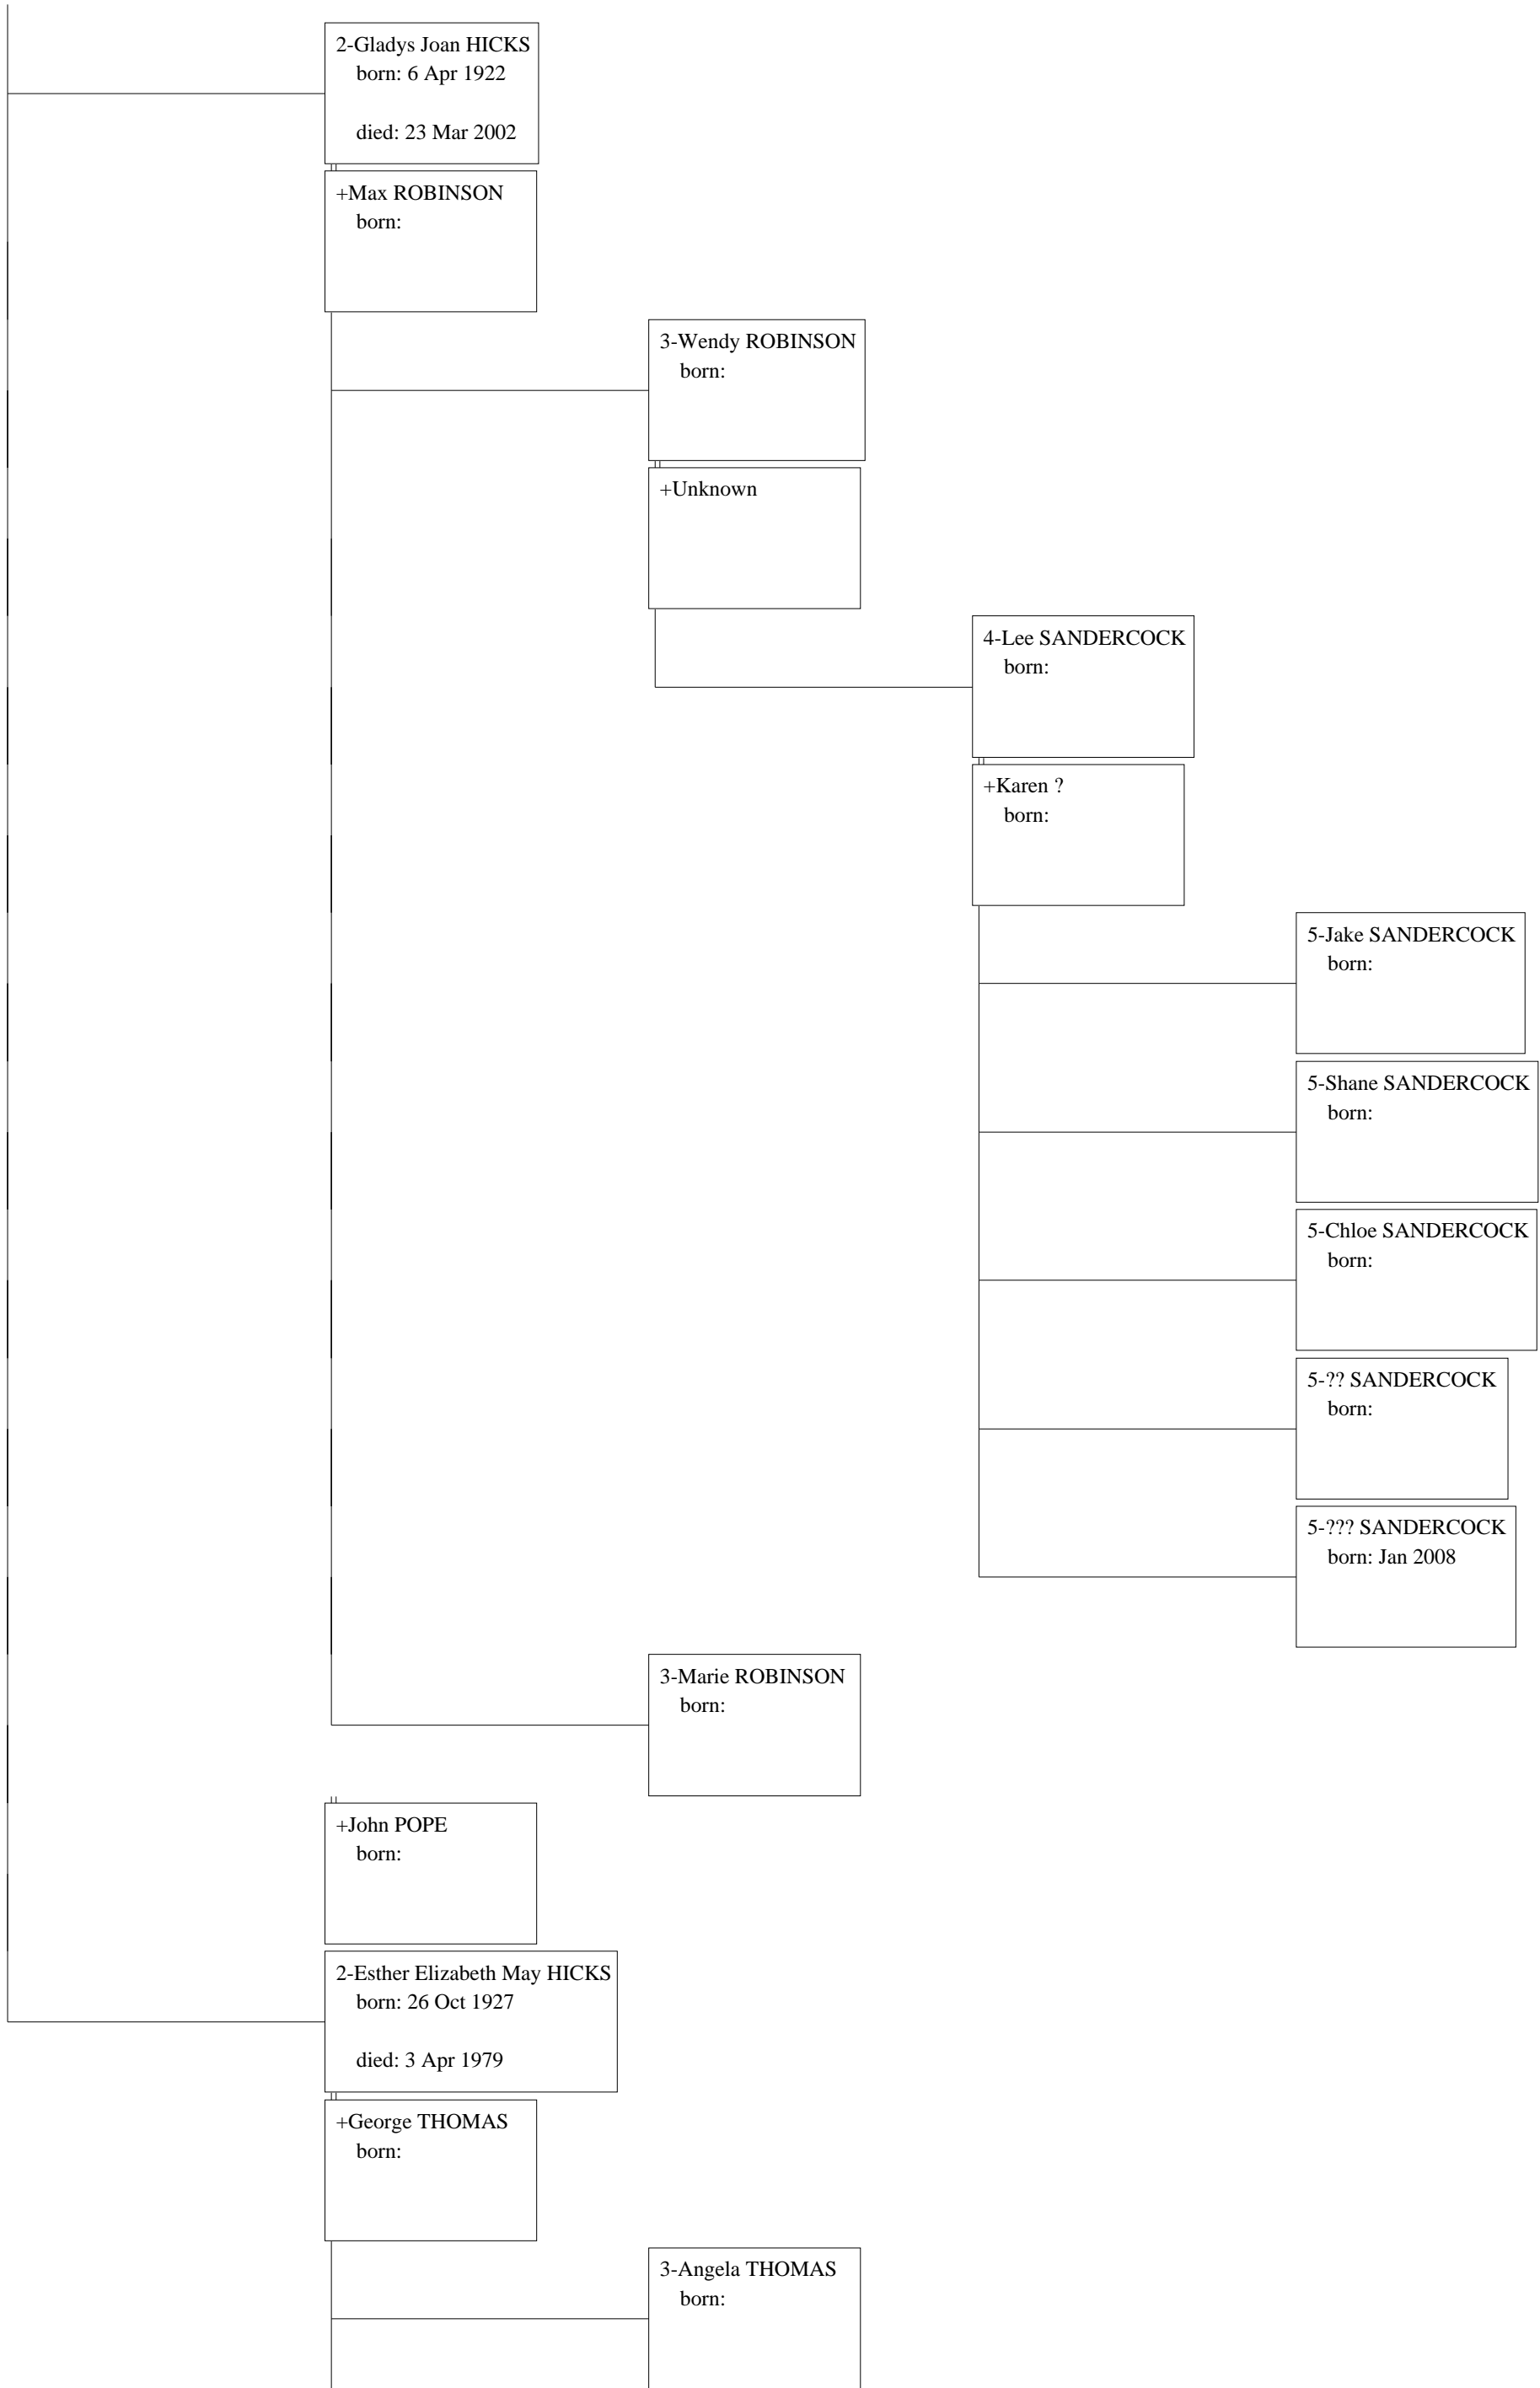 2-Gladys Joan HICKS
born: 6 Apr 1922
died: 23 Mar 2002
+Max ROBINSON
born:
3-Wendy ROBINSON
born:
+Unknown
4-Lee SANDERCOCK
born:
+Karen ?
born:
5-Jake SANDERCOCK
born:
5-Shane SANDERCOCK
born:
5-Chloe SANDERCOCK
born:
5-?? SANDERCOCK
born:
5-??? SANDERCOCK
born: Jan 2008
3-Marie ROBINSON
born:
+John POPE
born:
2-Esther Elizabeth May HICKS
born: 26 Oct 1927
died: 3 Apr 1979
+George THOMAS
born:
3-Angela THOMAS
born: